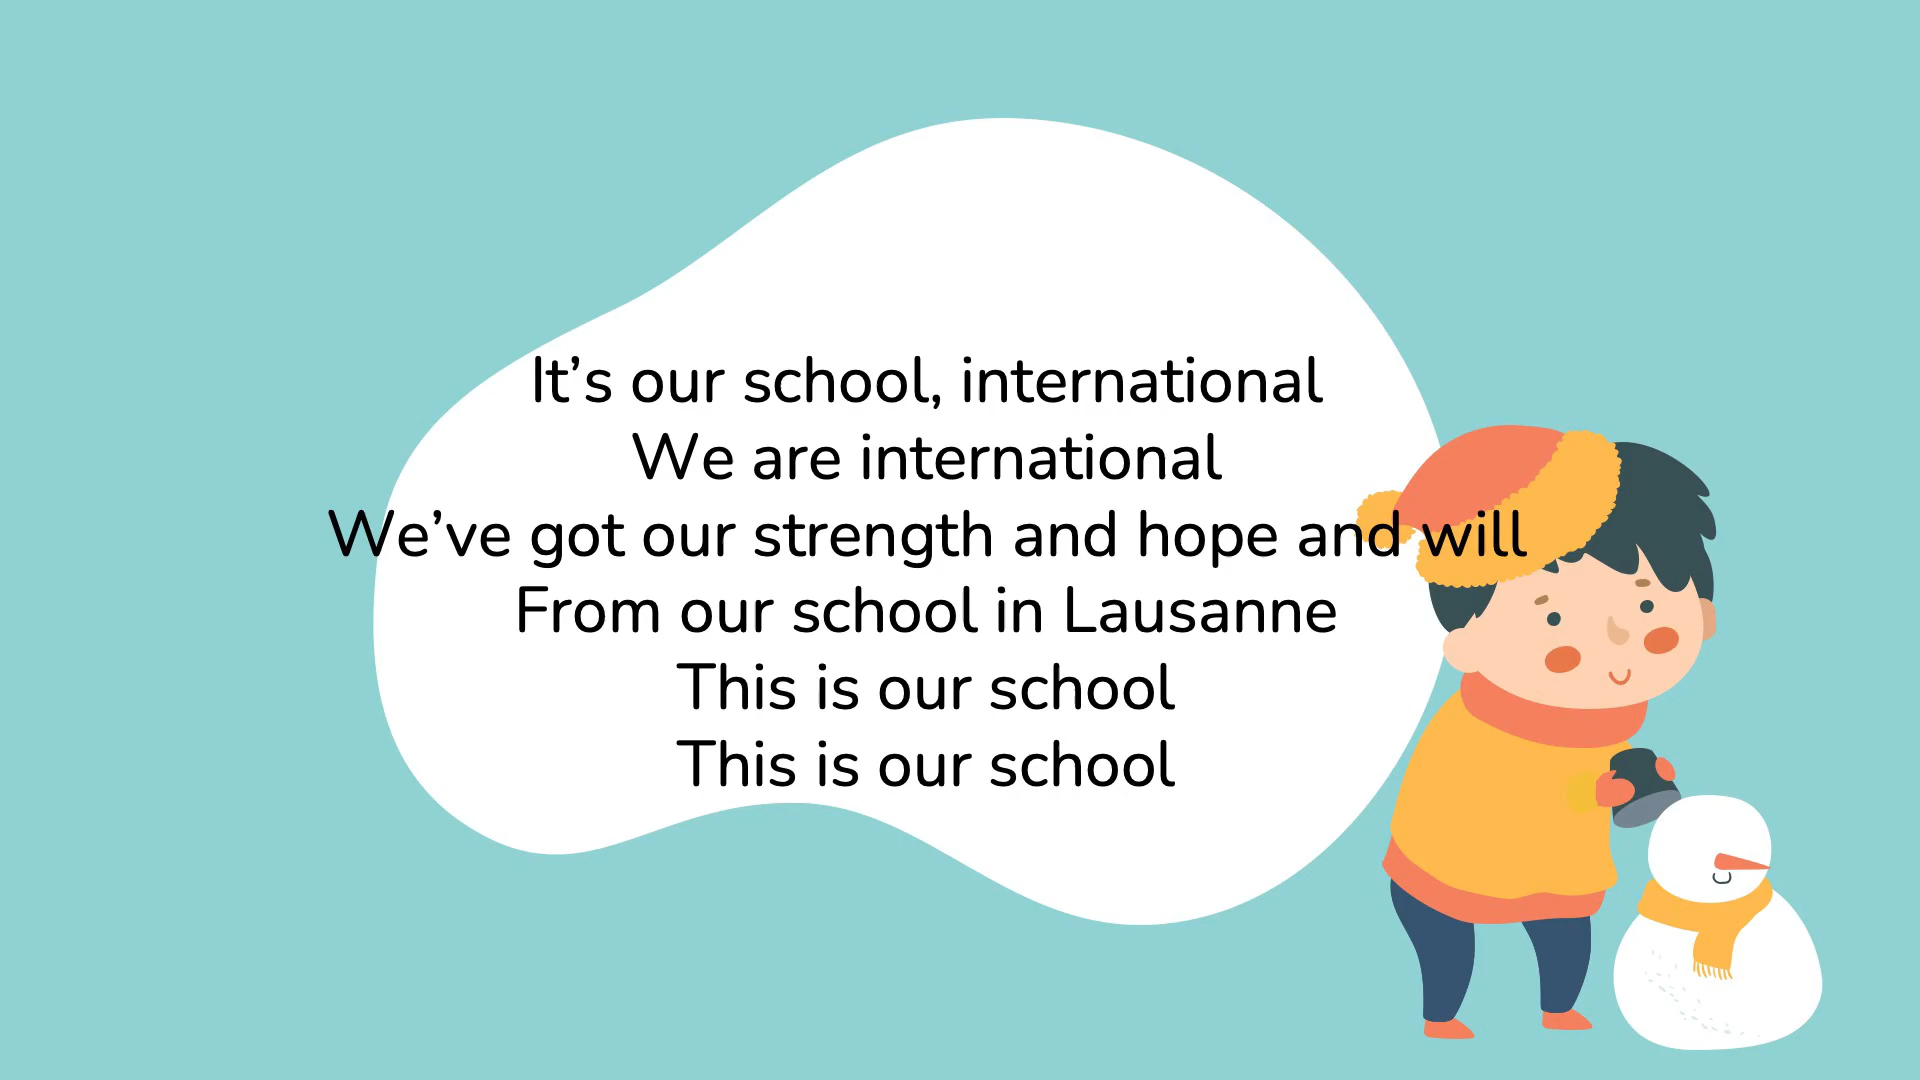 It’s our school, international
We are international
We’ve got our strength and hope and will
From our school in Lausanne
This is our school
This is our school